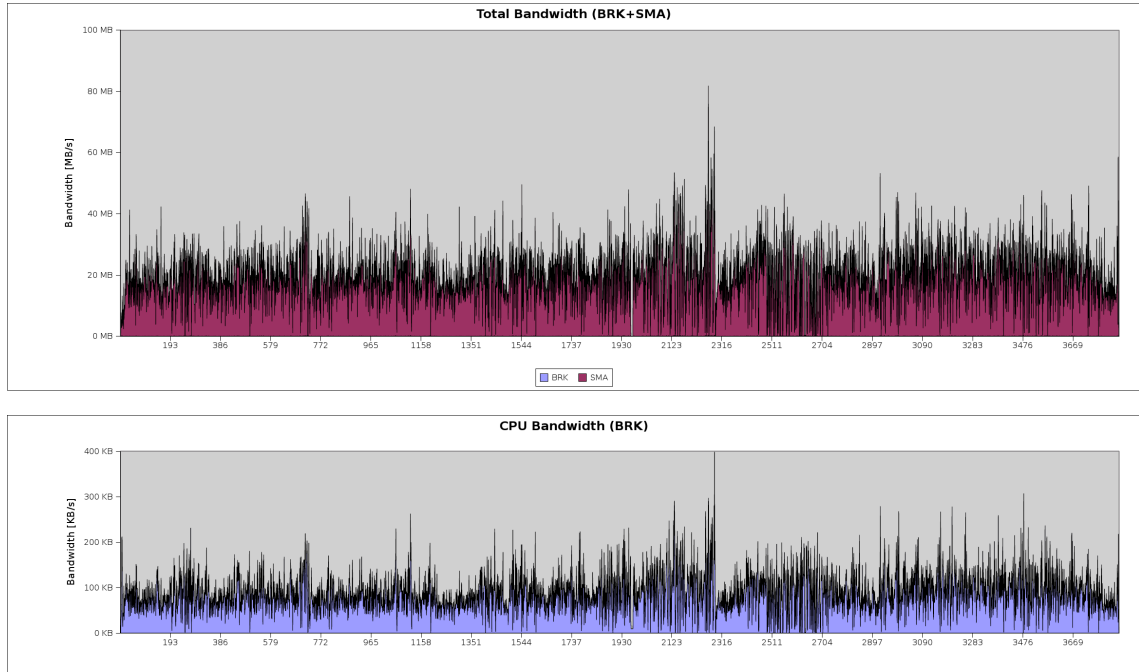 Total Bandwidth (BRK+SMA)
100 MB
80 MB
60 MB
40 MB
20 MB
0 MB
Bandwidth [MB/s]
193 386 579 772 965 1158 1351 1544 1737 1930 2123 2316 2511 2704 2897 3090 3283 3476 3669
BRK SMA
CPU Bandwidth (BRK)
400 KB
300 KB
200 KB
100 KB
0 KB
Bandwidth [KB/s]
193 386 579 772 965 1158 1351 1544 1737 1930 2123 2316 2511 2704 2897 3090 3283 3476 3669